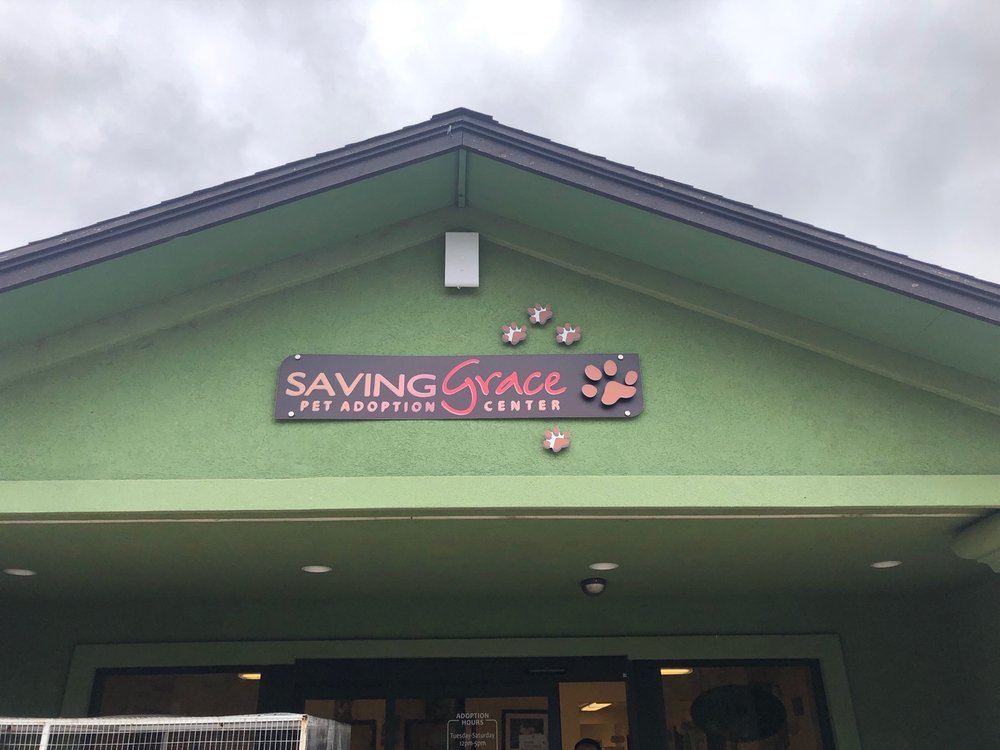 SAVING Grace
PET ADOPTION CENTER
ADOPTION
HOURS
Tuesday-Saturday
12pm-5pm